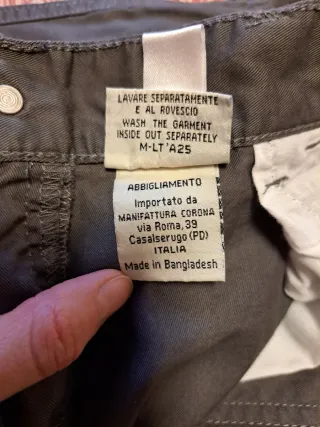 LAVARE SEPARATAMENTE
E AL ROVESCIO
WASH THE GARMENT
INSIDE OUT SEPARATELY
M-LT'A25
ABBIGLIAMENTO
Importato da
MANIFATTURA CORONA
via Roma, 39
Casalserugo (PD)
ITALIA
Made in Bangladesh